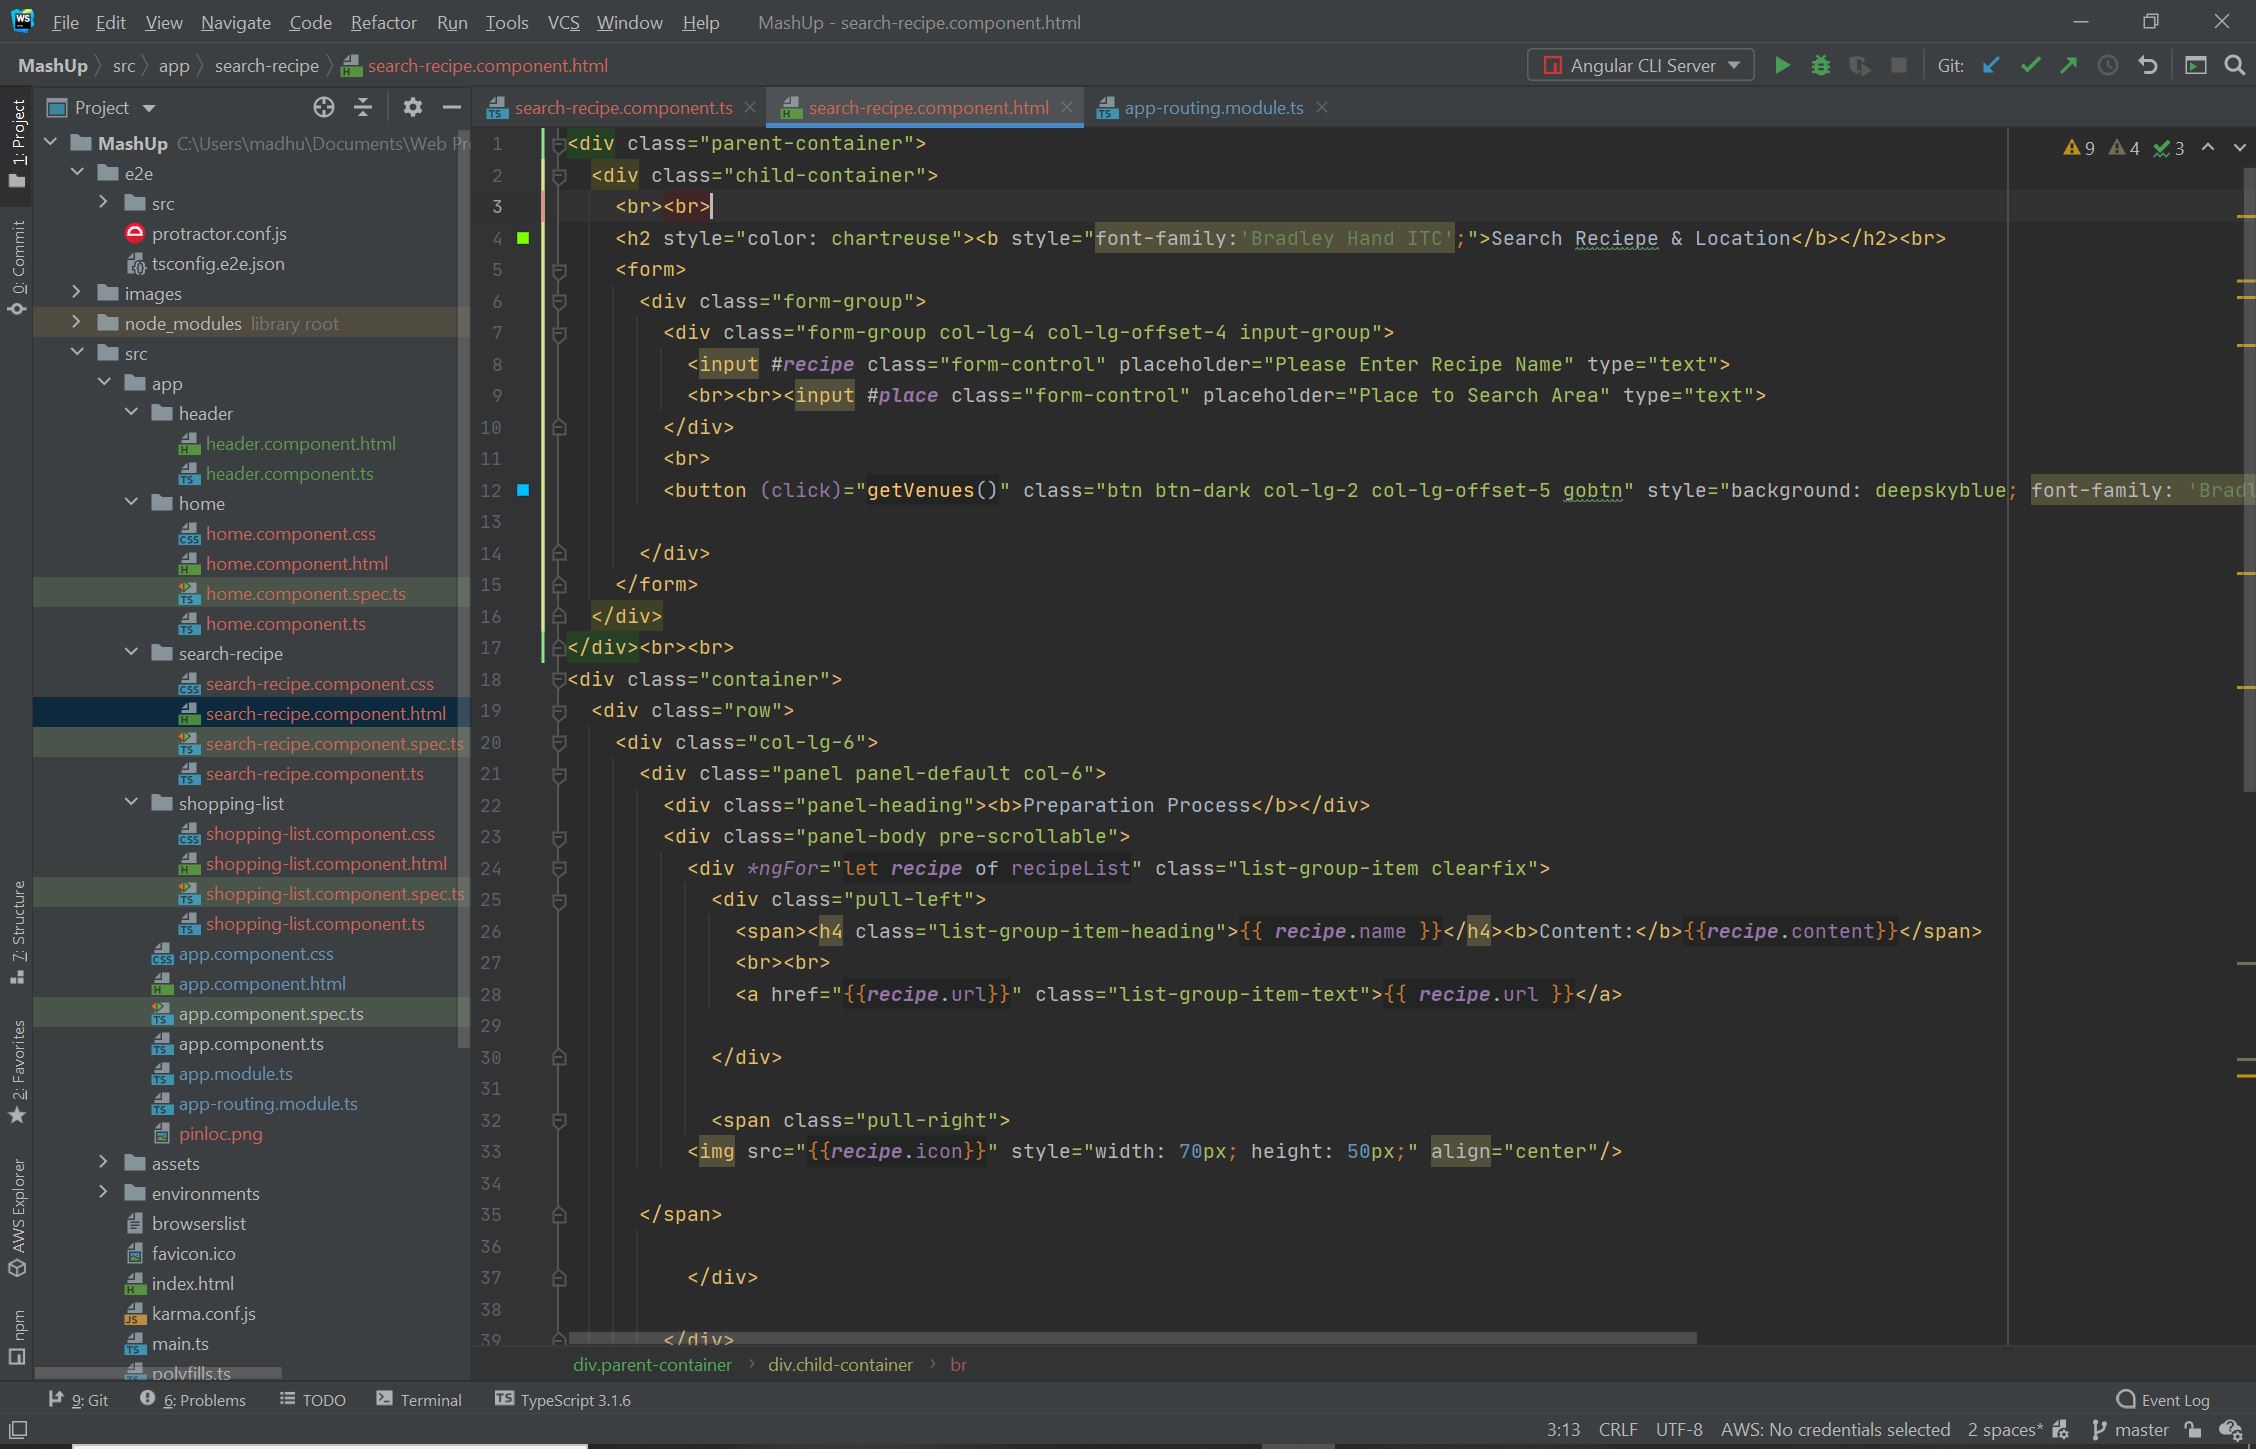 File Edit View Navigate Code Refactor Run Tools VCS Window Help MashUp - search-recipe.component.html
MashUp src app search-recipe search-recipe.component.html Angular CLI Server Git:
Project search-recipe.component.ts search-recipe.component.html app-routing.module.ts
1: Project
0: Commit
7: Structure
2: Favorites
AWS Explorer
npm
MashUp C:\Users\madhu\Documents\Web Pr
e2e
src
protractor.conf.js
tsconfig.e2e.json
images
node_modules library root
src
app
header
header.component.html
header.component.ts
home
home.component.css
home.component.html
home.component.spec.ts
home.component.ts
search-recipe
search-recipe.component.css
search-recipe.component.html
search-recipe.component.spec.ts
search-recipe.component.ts
shopping-list
shopping-list.component.css
shopping-list.component.html
shopping-list.component.spec.ts
shopping-list.component.ts
app.component.css
app.component.html
app.component.spec.ts
app.component.ts
app.module.ts
app-routing.module.ts
pinloc.png
assets
environments
browserslist
favicon.ico
index.html
karma.conf.js
main.ts
polyfills.ts
9 4 3
1 <div class="parent-container">
2 <div class="child-container">
3 <br><br>
4 <h2 style="color: chartreuse"><b style="font-family:'Bradley Hand ITC';">Search Reciepe & Location</b></h2><br>
5 <form>
6 <div class="form-group">
7 <div class="form-group col-lg-4 col-lg-offset-4 input-group">
8 <input #recipe class="form-control" placeholder="Please Enter Recipe Name" type="text">
9 <br><br><input #place class="form-control" placeholder="Place to Search Area" type="text">
10 </div>
11 <br>
12 <button (click)="getVenues()" class="btn btn-dark col-lg-2 col-lg-offset-5 gobtn" style="background: deepskyblue; font-family: 'Bradl
13
14 </div>
15 </form>
16 </div>
17 </div><br><br>
18 <div class="container">
19 <div class="row">
20 <div class="col-lg-6">
21 <div class="panel panel-default col-6">
22 <div class="panel-heading"><b>Preparation Process</b></div>
23 <div class="panel-body pre-scrollable">
24 <div *ngFor="let recipe of recipeList" class="list-group-item clearfix">
25 <div class="pull-left">
26 <span><h4 class="list-group-item-heading">{{ recipe.name }}</h4><b>Content:</b>{{recipe.content}}</span>
27 <br><br>
28 <a href="{{recipe.url}}" class="list-group-item-text">{{ recipe.url }}</a>
29
30 </div>
31
32 <span class="pull-right">
33 <img src="{{recipe.icon}}" style="width: 70px; height: 50px;" align="center"/>
34
35 </span>
36
37 </div>
38
39 </div>
div.parent-container div.child-container br
9: Git 6: Problems TODO Terminal TypeScript 3.1.6 Event Log
3:13 CRLF UTF-8 AWS: No credentials selected 2 spaces* master